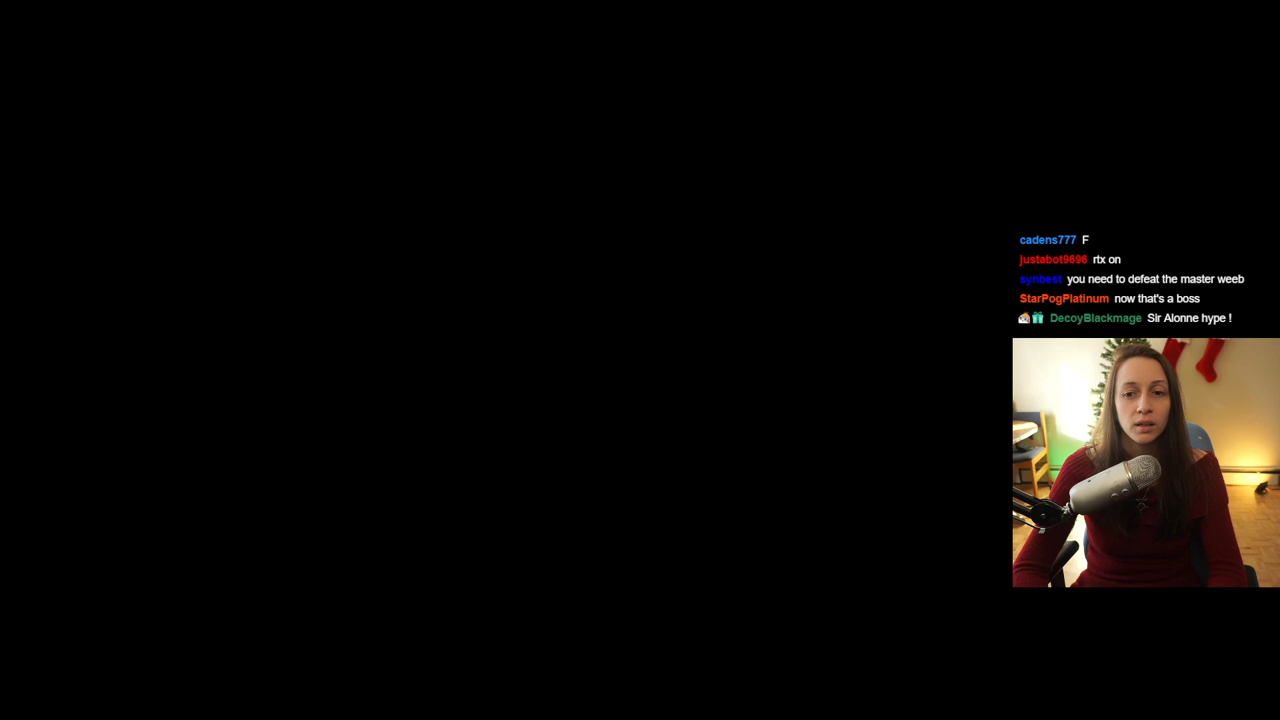 cadens777 F
justabot9696 rtx on
synbest you need to defeat the master weeb
StarPogPlatinum now that's a boss
DecoyBlackmage Sir Alonne hype !